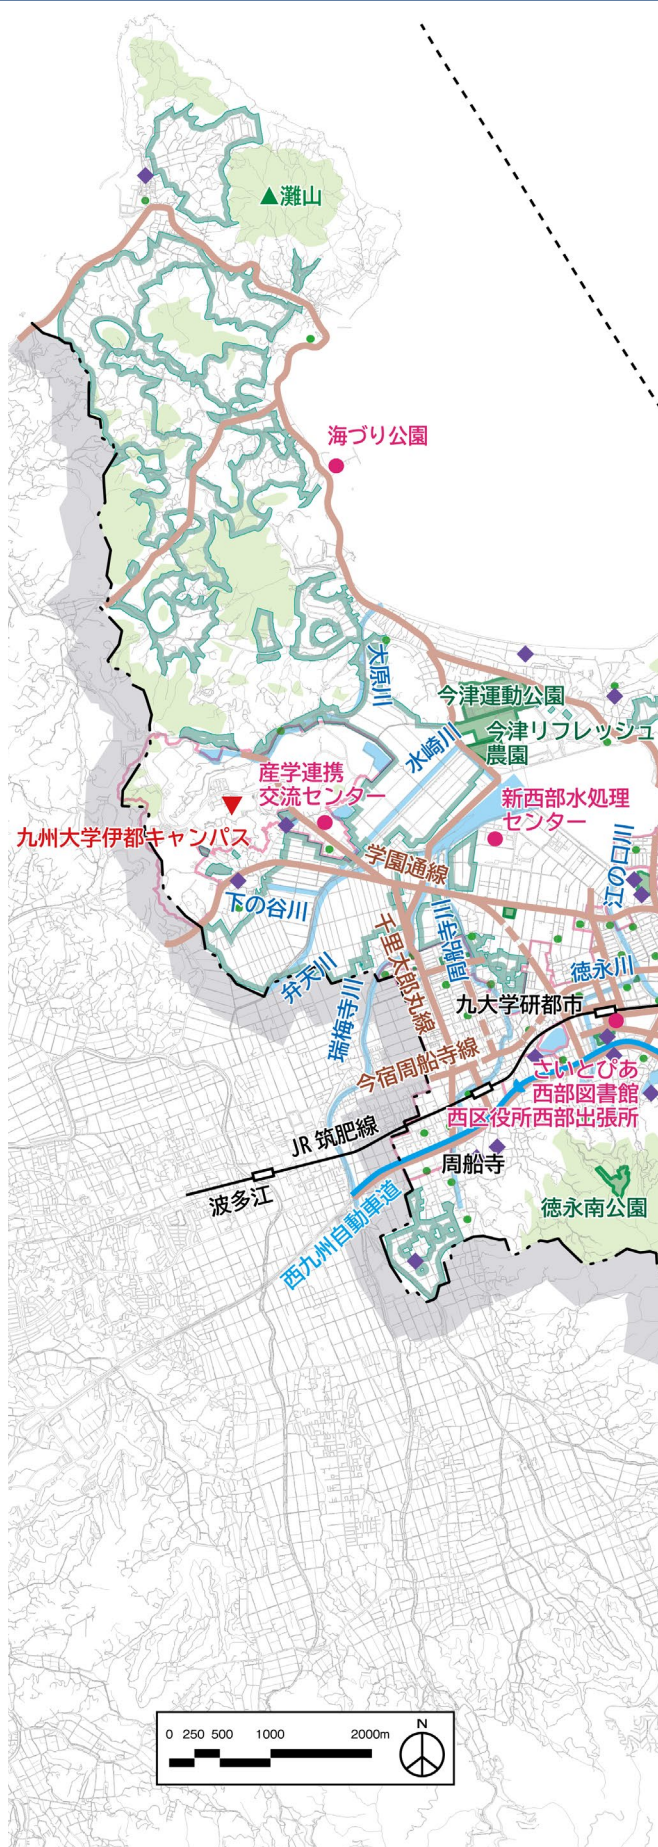 ▲灘山
海づり公園
大原川
今津運動公園
水崎川
今津リフレッシュ
農園
産学連携
交流センター
新西部水処理
センター
九州大学伊都キャンパス
江の口川
学園通線
下の谷川
周船寺川
千里太郎丸線
弁天川
徳永川
瑞梅寺川
九大学研都市
今宿周船寺線
さいとぴあ
西部図書館
西区役所西部出張所
JR 筑肥線
周船寺
波多江
徳永南公園
西九州自動車道
0 250 500 1000 2000m
N